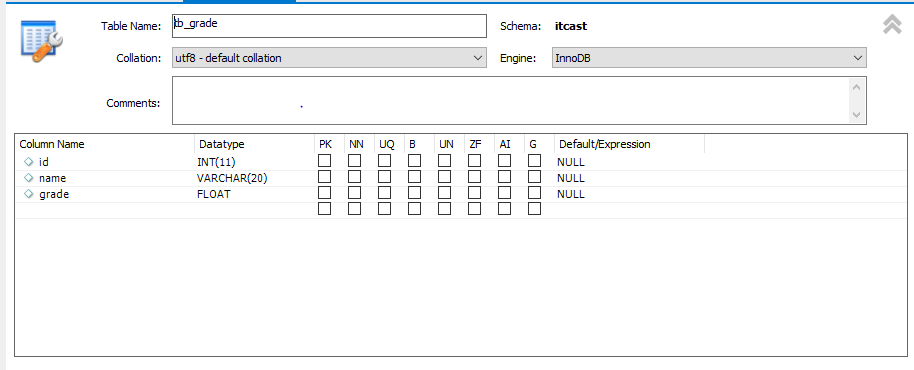 Table Name: tb_grade Schema: itcast
Collation: utf8 - default collation Engine: InnoDB
Comments:
Column Name Datatype PK NN UQ B UN ZF AI G Default/Expression
id INT(11) NULL
name VARCHAR(20) NULL
grade FLOAT NULL